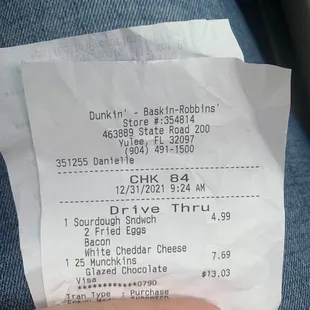 Dunkin' - Baskin-Robbins'
Store #:354814
463889 State Road 200
Yulee, FL 32097
(904) 491-1500
351255 Danielle
CHK 84
12/31/2021 9:24 AM
Drive Thru
1 Sourdough Sndwch 4.99
2 Fried Eggs
Bacon
White Cheddar Cheese
1 25 Munchkins 7.69
Glazed Chocolate
Visa $13.03
************0790
Tran Type : Purchase